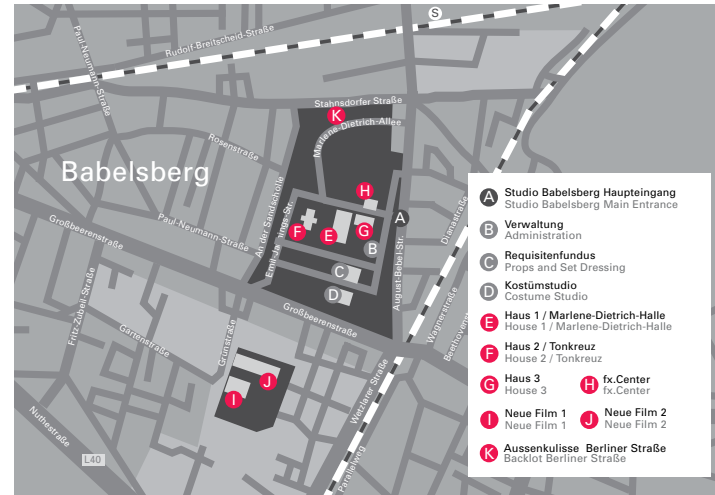 S
Rudolf-Breitscheid-Straße
Paul-Neumann-Straße
Stahnsdorfer Straße
K
Marlene-Dietrich-Allee
Rosenstraße
Babelsberg
H
An der Sandscholle
Großbeerenstraße
Paul-Neumann-Straße
F
E
G
A
B
Dianastraße
C
D
August-Bebel-Str.
Großbeerenstraße
Wagnerstraße
Fritz-Zubeil-Straße
Gartenstraße
Grünstraße
J
I
Wetzlarer Straße
Nuthestraße
L40
Parallelweg
A Studio Babelsberg Haupteingang
Studio Babelsberg Main Entrance
B Verwaltung
Administration
C Requisitenfundus
Props and Set Dressing
D Kostümstudio
Costume Studio
E Haus 1 / Marlene-Dietrich-Halle
House 1 / Marlene-Dietrich-Halle
F Haus 2 / Tonkreuz
House 2 / Tonkreuz
G Haus 3
House 3
H fx.Center
fx.Center
I Neue Film 1
Neue Film 1
J Neue Film 2
Neue Film 2
K Aussenkulisse Berliner Straße
Backlot Berliner Straße